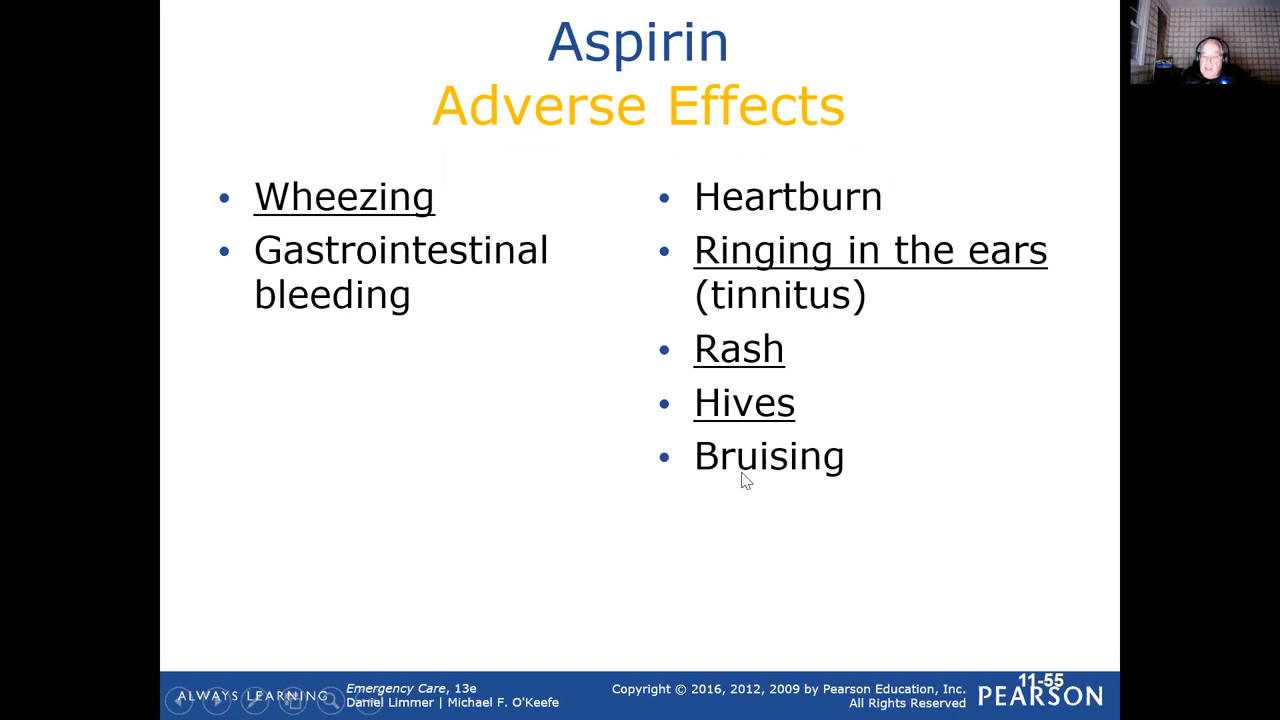 Aspirin
Adverse Effects
• Wheezing
• Gastrointestinal
bleeding
• Heartburn
• Ringing in the ears
(tinnitus)
• Rash
• Hives
• Bruising
ALWAYS LEARNING
Emergency Care, 13e
Daniel Limmer | Michael F. O'Keefe
Copyright © 2016, 2012, 2009 by Pearson Education, Inc.
All Rights Reserved
11-55
PEARSON